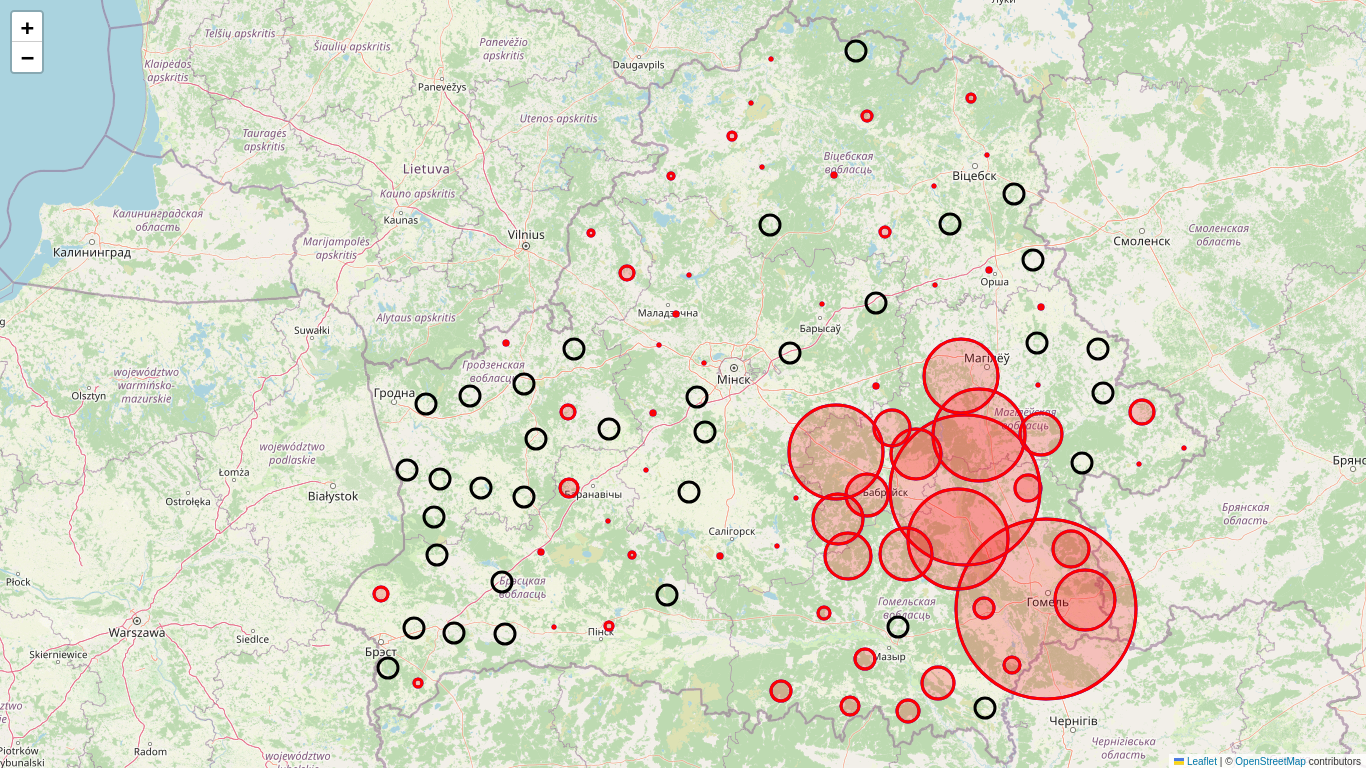 +
−
Луки
Telšių apskritis
Šiaulių apskritis
Panevėžio
apskritis
Klaipėdos
apskritis
Daugavpils
Panevėžys
Utenos apskritis
Tauragės
apskritis
Lietuva
Віцебская
вобласць
Віцебск
Kauno apskritis
Kaunas
Калининградская
область
Vilnius
Marijampolės
apskritis
Калининград
Смоленск
Смоленская
область
Орша
Alytaus apskritis
Маладзечна
Барысаў
Suwałki
Магілёў
Гродзенская
вобласць
Мінск
województwo
warmińsko-
mazurskie
Olsztyn
Гродна
Магілёўская
вобласць
województwo
podlaskie
Łomża
Бранс
Białystok
Баранавічы
Бабруйск
Ostrołęka
Брянская
область
Салігорск
Płock
Брэсцкая
вобласць
Гомельская
вобласць
Гомель
Warszawa
Siedlce
Пінск
Skierniewice
Брэст
Мазыр
Чернігів
Piotrków
Trybunalski
Radom
województwo
Чернігівська
область
Leaflet | © OpenStreetMap contributors